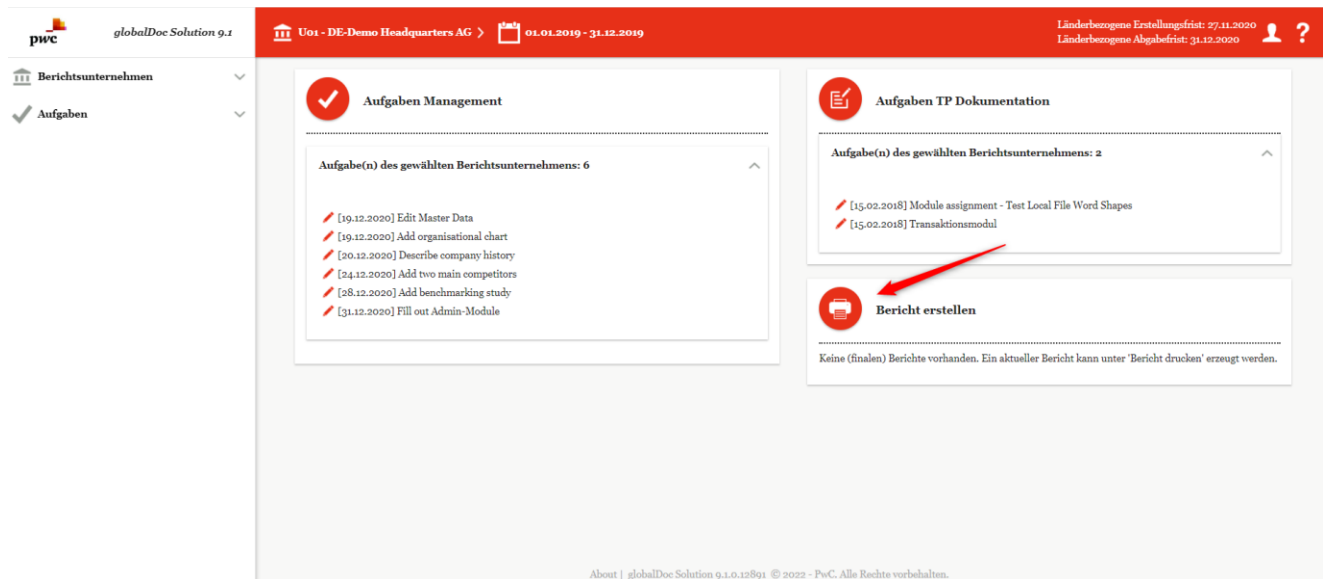 pwc
globalDoc Solution 9.1
U01 - DE-Demo Headquarters AG
01.01.2019 - 31.12.2019
Länderbezogene Erstellungsfrist: 27.11.2020
Länderbezogene Abgabefrist: 31.12.2020
?
Berichtsunternehmen
Aufgaben
Aufgaben Management
Aufgabe(n) des gewählten Berichtsunternehmens: 6
[19.12.2020] Edit Master Data
[19.12.2020] Add organisational chart
[20.12.2020] Describe company history
[24.12.2020] Add two main competitors
[28.12.2020] Add benchmarking study
[31.12.2020] Fill out Admin-Module
Aufgaben TP Dokumentation
Aufgabe(n) des gewählten Berichtsunternehmens: 2
[15.02.2018] Module assignment - Test Local File Word Shapes
[15.02.2018] Transaktionsmodul
Bericht erstellen
Keine (finalen) Berichte vorhanden. Ein aktueller Bericht kann unter 'Bericht drucken' erzeugt werden.
About | globalDoc Solution 9.1.0.12891 © 2022 - PwC. Alle Rechte vorbehalten.